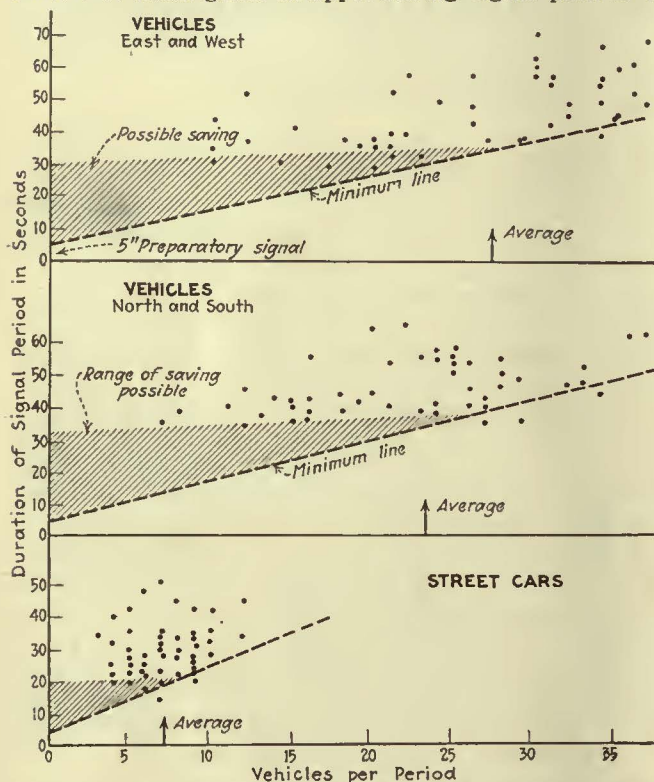 VEHICLES
East and West
70
60
50
40
30
20
10
0
Possible saving
Minimum line
5" Preparatory signal
Average
VEHICLES
North and South
60
50
40
30
20
10
0
Range of saving
possible
Minimum line
Average
STREET CARS
50
40
30
20
10
0
Average
0 5 10 15 20 25 30 35
Vehicles per Period
Duration of Signal Period in Seconds